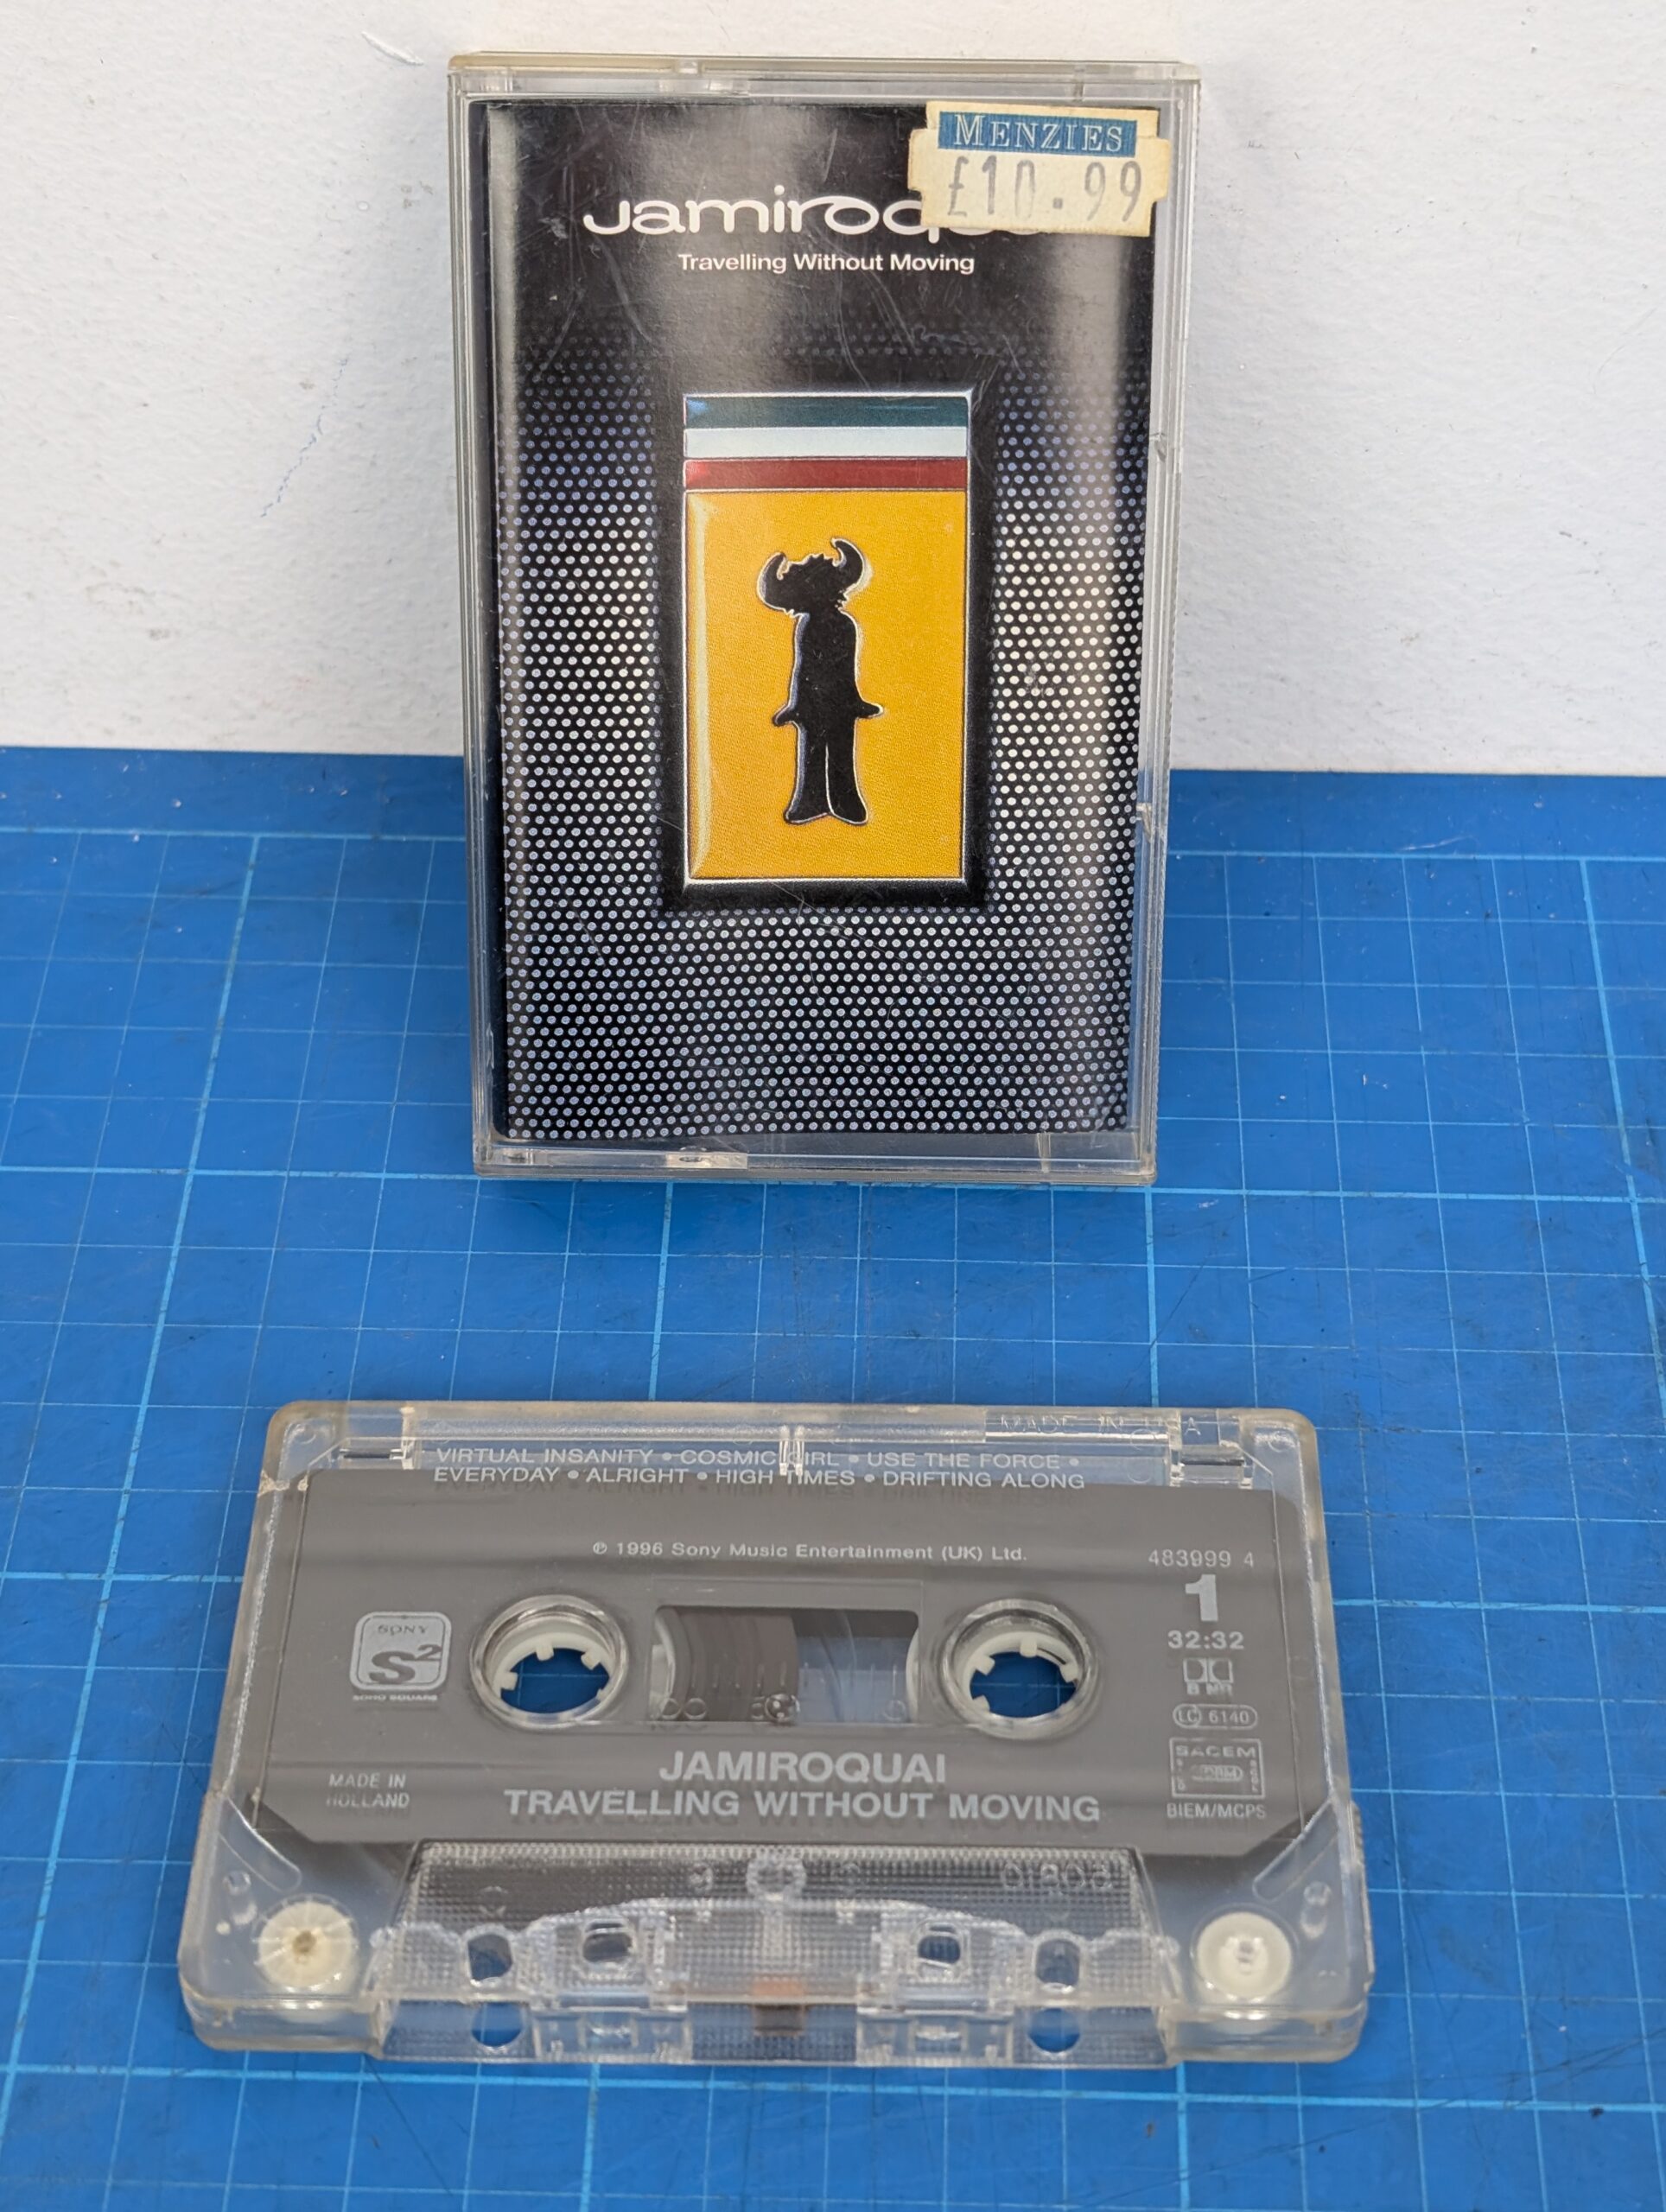 MENZIES
£10.99
Jamiroqu
Travelling Without Moving
MADE IN U S A
VIRTUAL INSANITY • COSMIC GIRL • USE THE FORCE •
EVERYDAY • ALRIGHT • HIGH TIMES • DRIFTING ALONG
℗ 1996 Sony Music Entertainment (UK) Ltd.
483999 4
1
32:32
SONY
S2
SOHO SQUARE
B
LC 6140
SACEM
JAMIROQUAI
TRAVELLING WITHOUT MOVING
MADE IN
HOLLAND
BIEM/MCPS